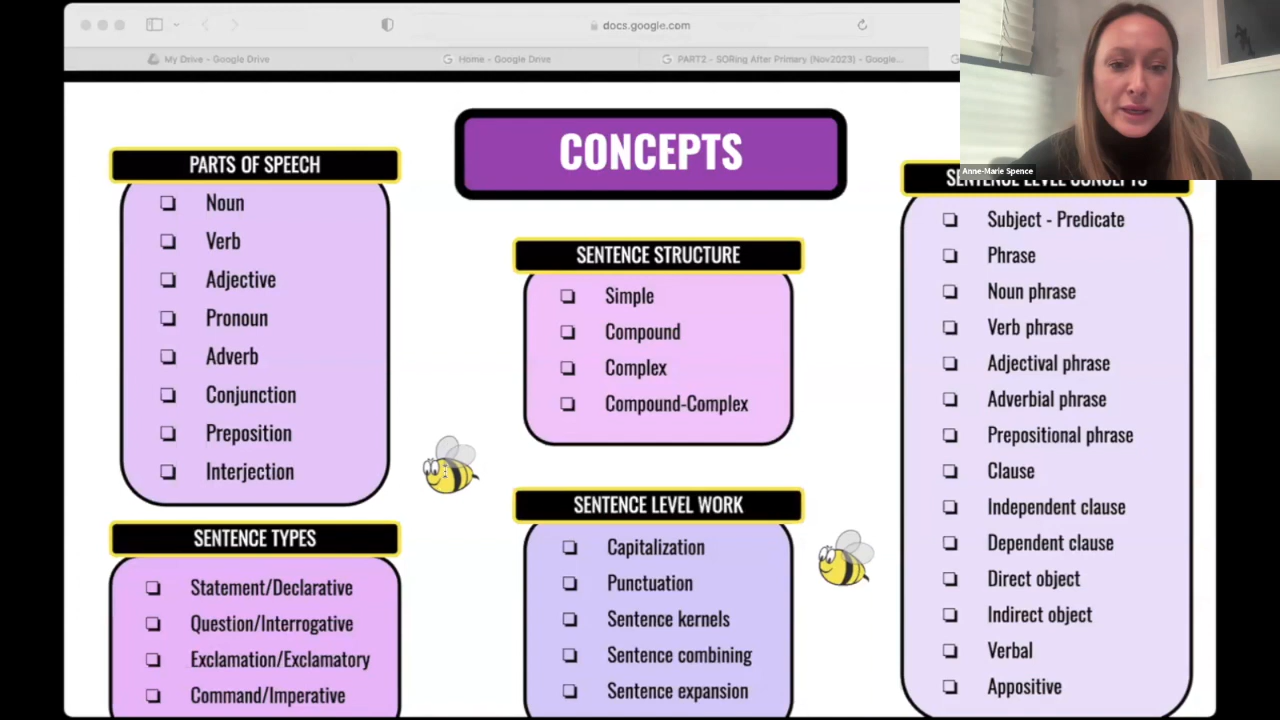 docs.google.com
My Drive - Google Drive
Home - Google Drive
PART2 - SORing After Primary (Nov2023) - Google...
Anne-Marie Spence
CONCEPTS
PARTS OF SPEECH
Noun
Verb
Adjective
Pronoun
Adverb
Conjunction
Preposition
Interjection
SENTENCE TYPES
Statement/Declarative
Question/Interrogative
Exclamation/Exclamatory
Command/Imperative
SENTENCE STRUCTURE
Simple
Compound
Complex
Compound-Complex
SENTENCE LEVEL WORK
Capitalization
Punctuation
Sentence kernels
Sentence combining
Sentence expansion
SENTENCE LEVEL CONCEPTS
Subject - Predicate
Phrase
Noun phrase
Verb phrase
Adjectival phrase
Adverbial phrase
Prepositional phrase
Clause
Independent clause
Dependent clause
Direct object
Indirect object
Verbal
Appositive